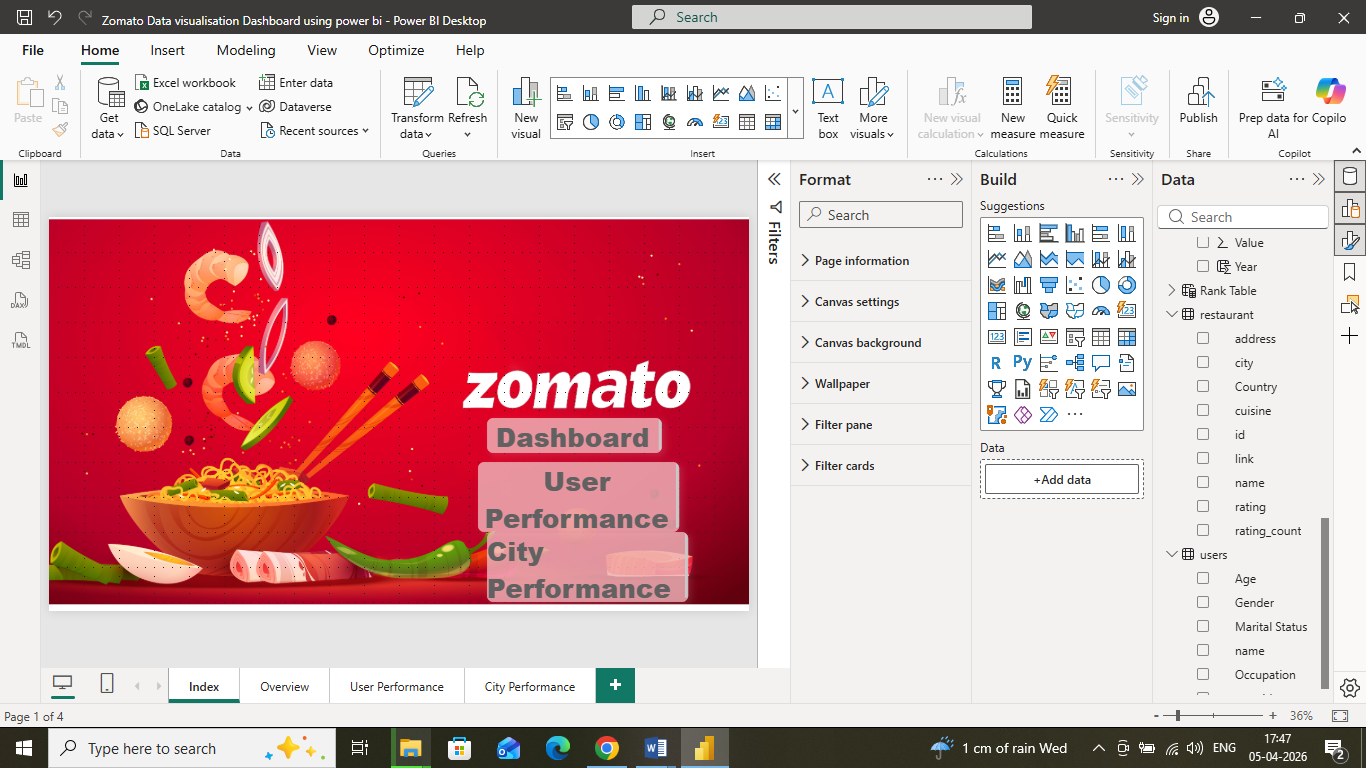 Zomato Data visualisation Dashboard using power bi - Power BI Desktop
Search
Sign in
File
Home
Insert
Modeling
View
Optimize
Help
Paste
Clipboard
Get data
Excel workbook
OneLake catalog
SQL Server
Enter data
Dataverse
Recent sources
Data
Transform data
Refresh
Queries
New visual
Text box
More visuals
Insert
New visual calculation
New measure
Quick measure
Calculations
Sensitivity
Sensitivity
Publish
Share
Prep data for AI
Copilo
Copilot
DAX
TMDL
zomato
Dashboard
User
Performance
City
Performance
Filters
Format
Search
Page information
Canvas settings
Canvas background
Wallpaper
Filter pane
Filter cards
Build
Suggestions
123
123
R
Py
Data
+Add data
Data
Search
Value
Year
Rank Table
restaurant
address
city
Country
cuisine
id
link
name
rating
rating_count
users
Age
Gender
Marital Status
name
Occupation
Index
Overview
User Performance
City Performance
Page 1 of 4
36%
Type here to search
1 cm of rain Wed
ENG
17:47
05-04-2026
2